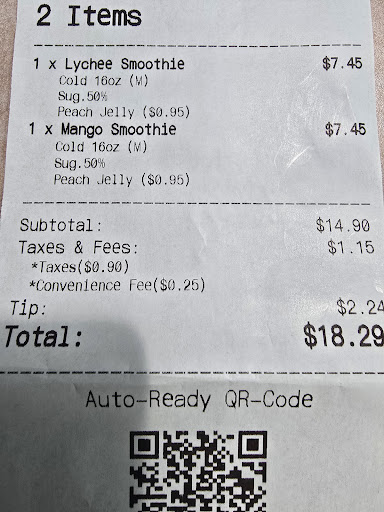 2 Items
1 x Lychee Smoothie $7.45
Cold 16oz (M)
Sug.50%
Peach Jelly ($0.95)
1 x Mango Smoothie $7.45
Cold 16oz (M)
Sug.50%
Peach Jelly ($0.95)
Subtotal: $14.90
Taxes & Fees: $1.15
*Taxes($0.90)
*Convenience Fee($0.25)
Tip: $2.24
Total: $18.29
Auto-Ready QR-Code